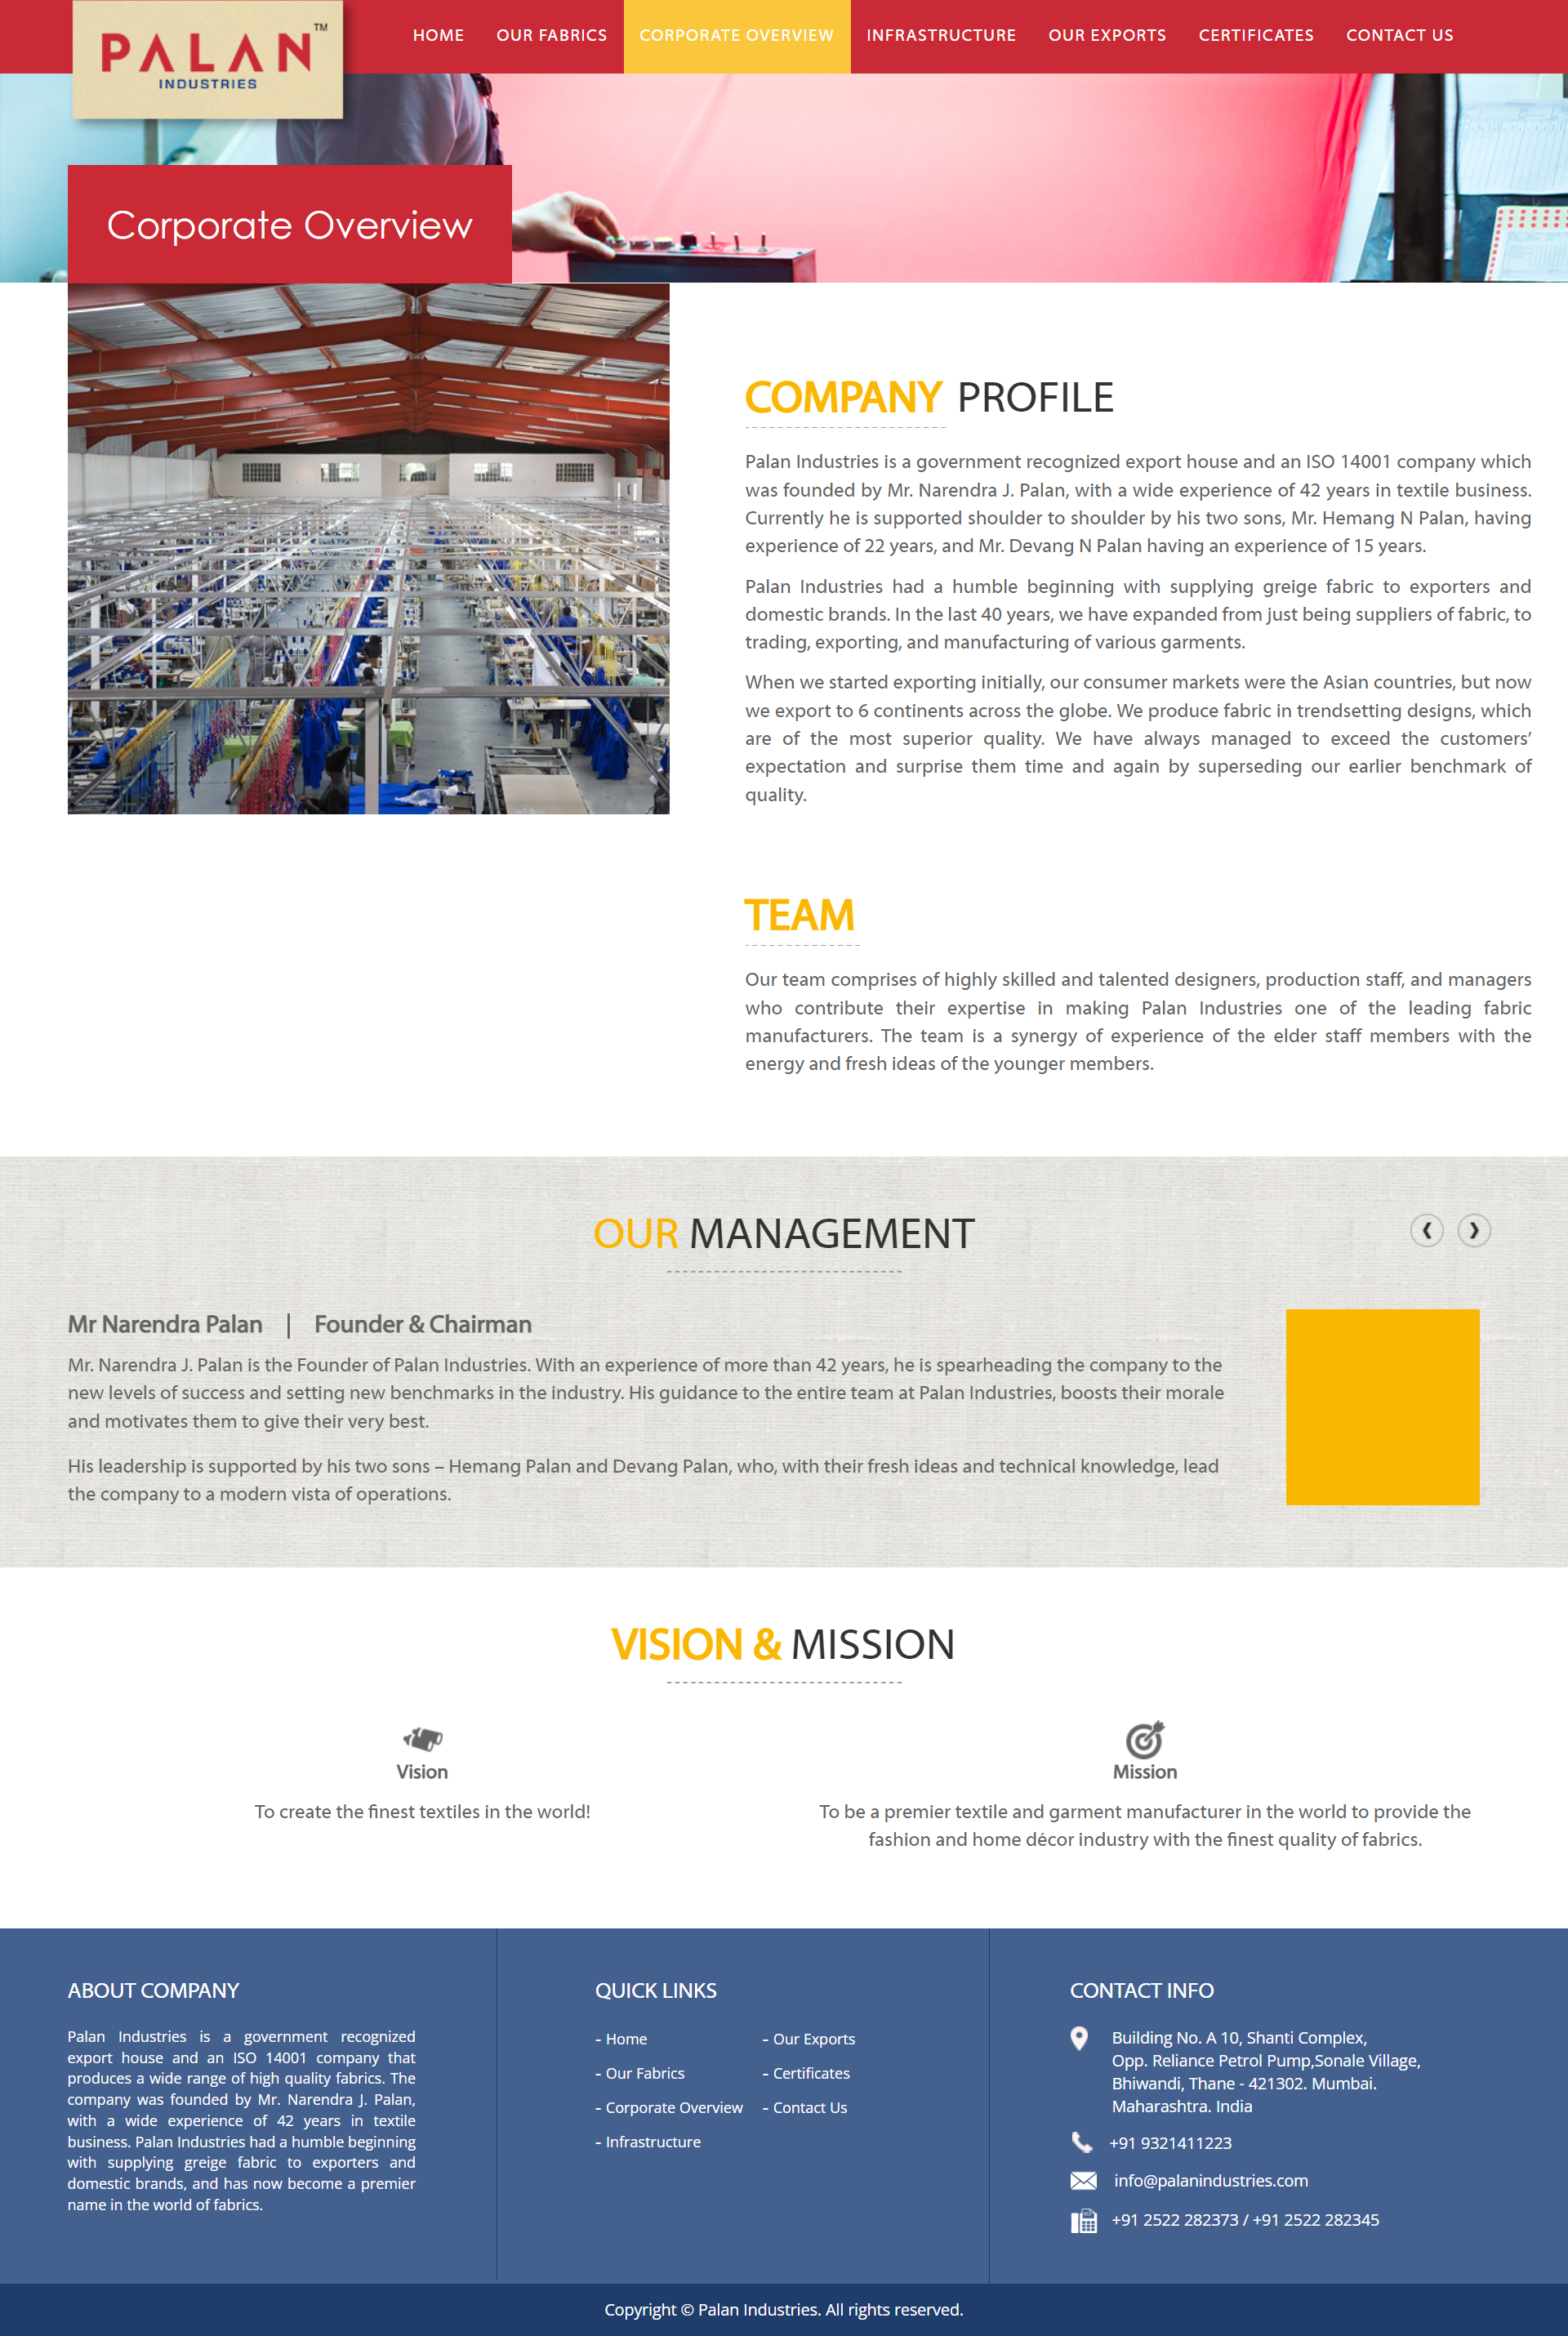 PALAN
TM
INDUSTRIES
HOME
OUR FABRICS
CORPORATE OVERVIEW
INFRASTRUCTURE
OUR EXPORTS
CERTIFICATES
CONTACT US
Corporate Overview
COMPANY PROFILE
Palan Industries is a government recognized export house and an ISO 14001 company which
was founded by Mr. Narendra J. Palan, with a wide experience of 42 years in textile business.
Currently he is supported shoulder to shoulder by his two sons, Mr. Hemang N Palan, having
experience of 22 years, and Mr. Devang N Palan having an experience of 15 years.
Palan Industries had a humble beginning with supplying greige fabric to exporters and
domestic brands. In the last 40 years, we have expanded from just being suppliers of fabric, to
trading, exporting, and manufacturing of various garments.
When we started exporting initially, our consumer markets were the Asian countries, but now
we export to 6 continents across the globe. We produce fabric in trendsetting designs, which
are of the most superior quality. We have always managed to exceed the customers’
expectation and surprise them time and again by superseding our earlier benchmark of
quality.
TEAM
Our team comprises of highly skilled and talented designers, production staff, and managers
who contribute their expertise in making Palan Industries one of the leading fabric
manufacturers. The team is a synergy of experience of the elder staff members with the
energy and fresh ideas of the younger members.
OUR MANAGEMENT
Mr Narendra Palan | Founder & Chairman
Mr. Narendra J. Palan is the Founder of Palan Industries. With an experience of more than 42 years, he is spearheading the company to the
new levels of success and setting new benchmarks in the industry. His guidance to the entire team at Palan Industries, boosts their morale
and motivates them to give their very best.
His leadership is supported by his two sons – Hemang Palan and Devang Palan, who, with their fresh ideas and technical knowledge, lead
the company to a modern vista of operations.
VISION & MISSION
Vision
To create the finest textiles in the world!
Mission
To be a premier textile and garment manufacturer in the world to provide the
fashion and home décor industry with the finest quality of fabrics.
ABOUT COMPANY
Palan Industries is a government recognized
export house and an ISO 14001 company that
produces a wide range of high quality fabrics. The
company was founded by Mr. Narendra J. Palan,
with a wide experience of 42 years in textile
business. Palan Industries had a humble beginning
with supplying greige fabric to exporters and
domestic brands, and has now become a premier
name in the world of fabrics.
QUICK LINKS
- Home
- Our Fabrics
- Corporate Overview
- Infrastructure
- Our Exports
- Certificates
- Contact Us
CONTACT INFO
Building No. A 10, Shanti Complex,
Opp. Reliance Petrol Pump,Sonale Village,
Bhiwandi, Thane - 421302. Mumbai.
Maharashtra. India
+91 9321411223
info@palanindustries.com
+91 2522 282373 / +91 2522 282345
Copyright © Palan Industries. All rights reserved.